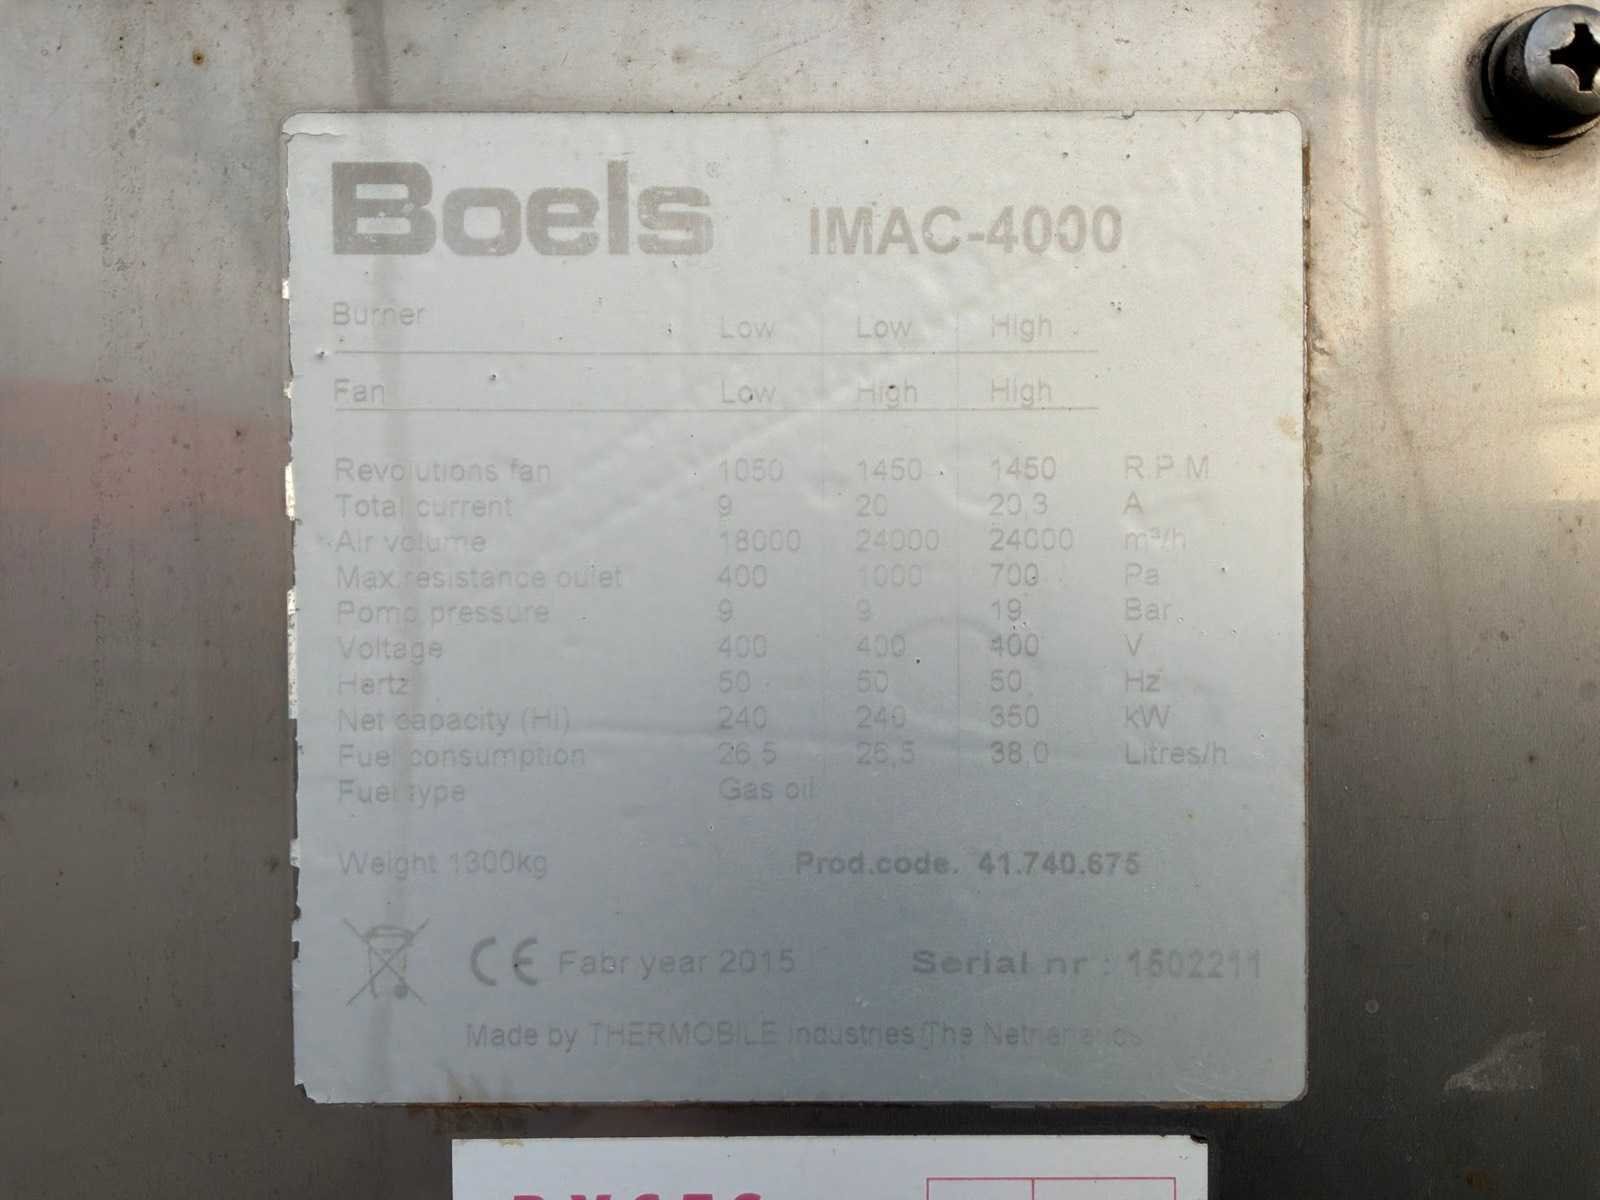 Boels® IMAC-4000
Burner Low Low High
Fan Low High High
Revolutions fan 1050 1450 1450 R.P.M
Total current 9 20 20,3 A
Air volume 18000 24000 24000 m³/h
Max.resistance oulet 400 1000 700 Pa
Pomp pressure 9 9 19 Bar
Voltage 400 400 400 V
Hertz 50 50 50 Hz
Net capacity (Hi) 240 240 350 kW
Fuel consumption 26,5 26,5 38,0 Litres/h
Fuel type Gas oil
Weight 1300kg Prod.code. 41.740.675
CE Fabr year 2015 Serial nr : 1502211
Made by THERMOBILE Industries The Netherlands